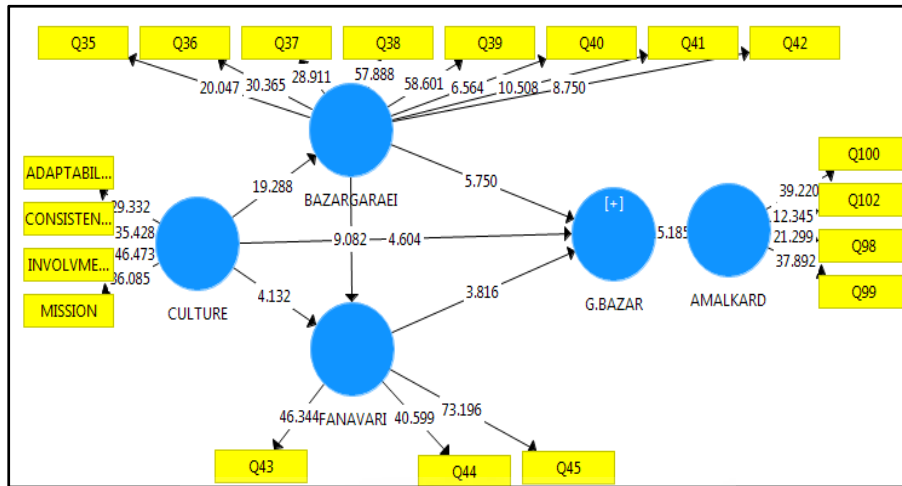 Q35
Q36
Q37
Q38
Q39
Q40
Q41
Q42
20.047
30.365
28.911
57.888
58.601
6.564
10.508
8.750
BAZARGARAEI
ADAPTABIL...
CONSISTEN...
INVOLVME...
MISSION
29.332
35.428
46.473
36.085
CULTURE
19.288
9.082
4.604
4.132
5.750
3.816
[+]
G.BAZAR
5.185
AMALKARD
39.220
12.345
21.299
37.892
Q100
Q102
Q98
Q99
FANAVARI
46.344
40.599
73.196
Q43
Q44
Q45